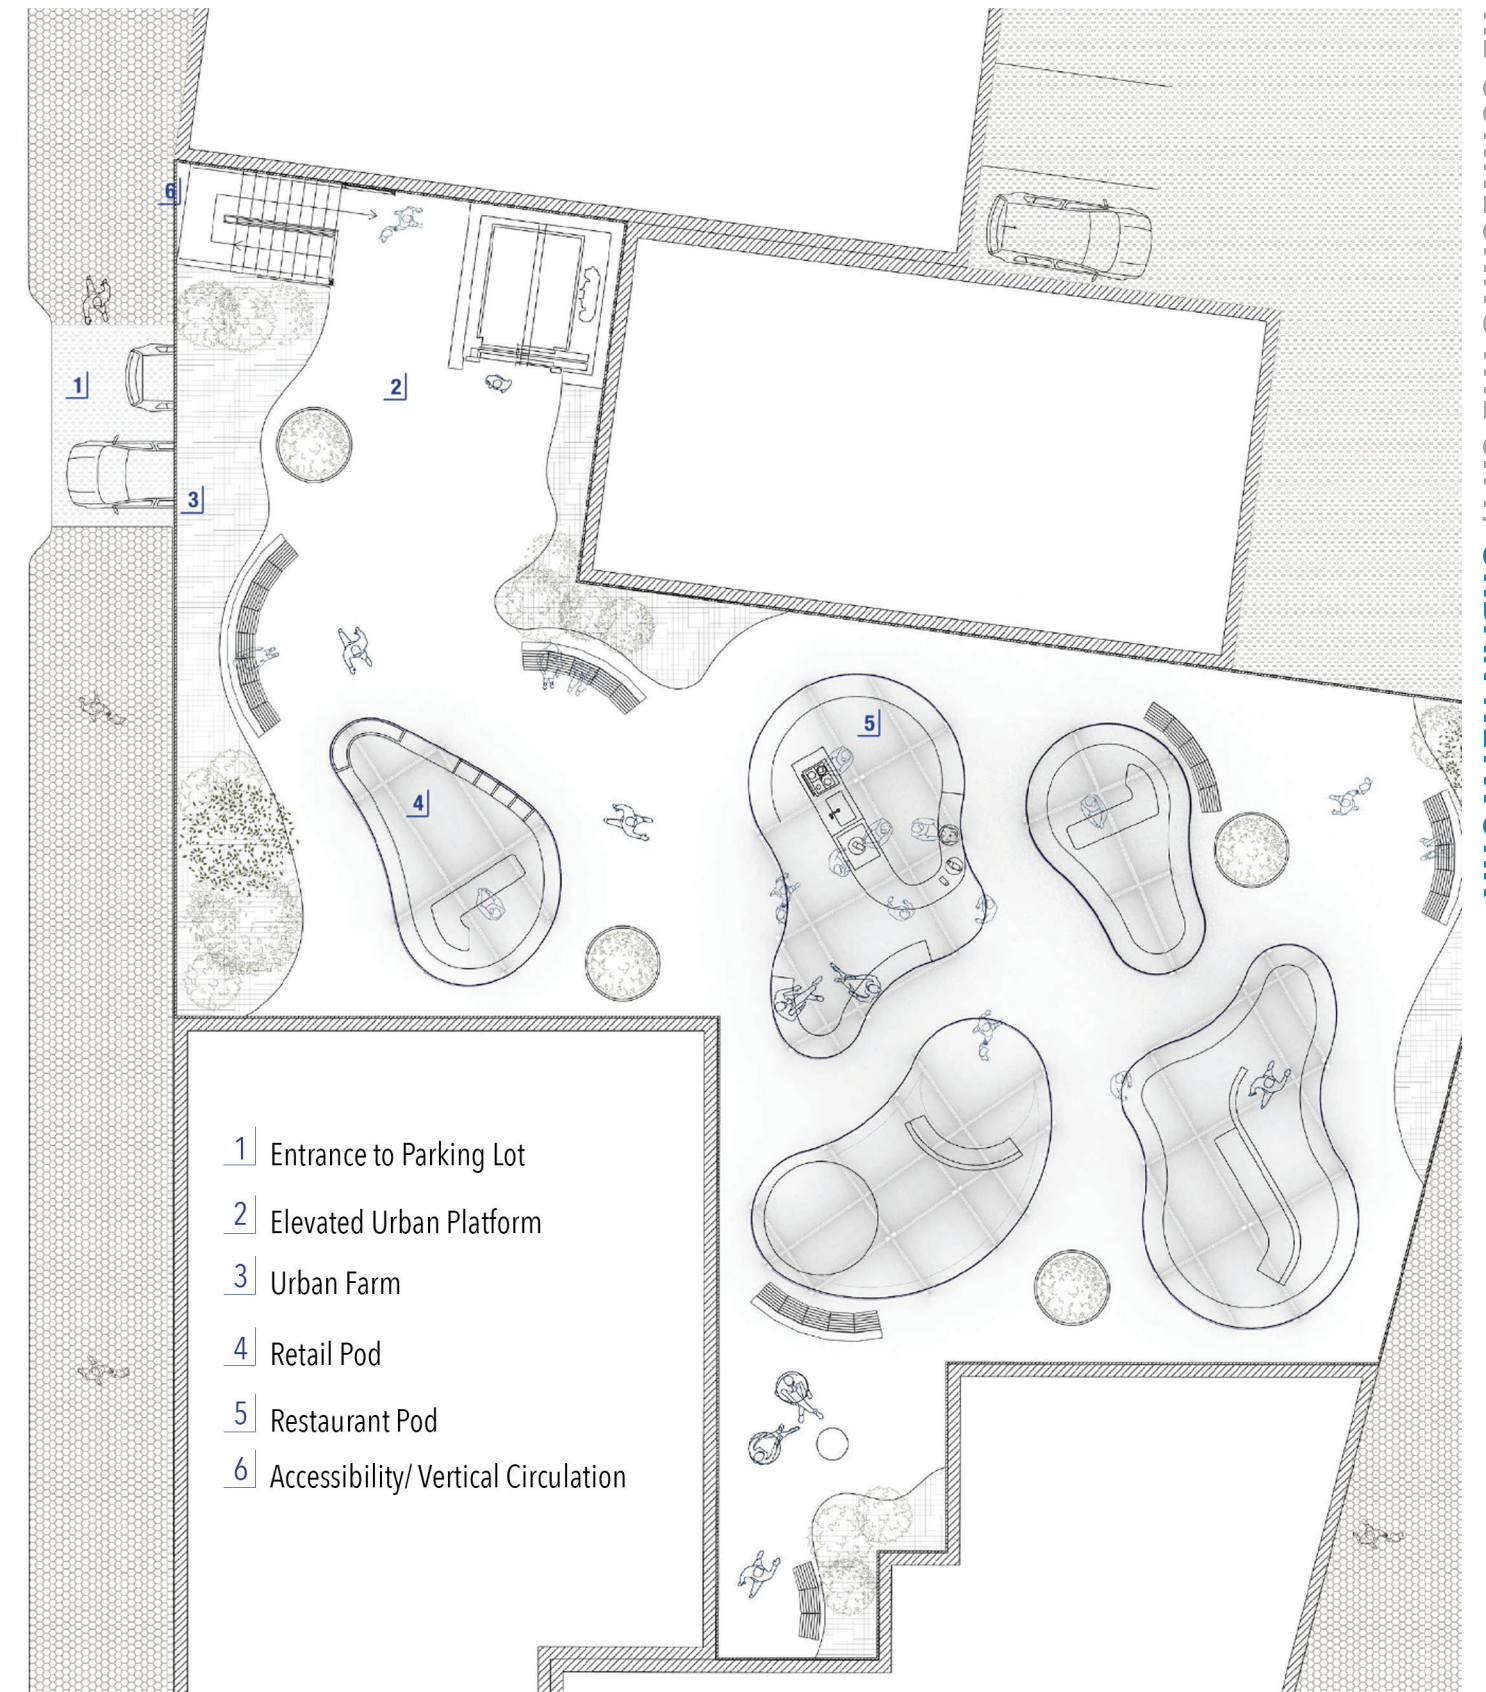 6
1
2
3
5
4
1 Entrance to Parking Lot
2 Elevated Urban Platform
3 Urban Farm
4 Retail Pod
5 Restaurant Pod
6 Accessibility/ Vertical Circulation